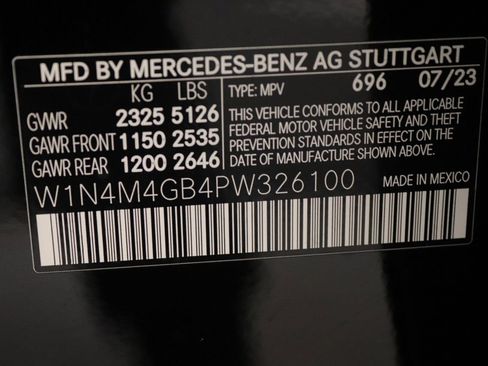 MFD BY MERCEDES-BENZ AG STUTTGART
KG LBS TYPE: MPV 696 07/23
GVWR 2325 5126
GAWR FRONT 1150 2535
GAWR REAR 1200 2646
THIS VEHICLE CONFORMS TO ALL APPLICABLE
FEDERAL MOTOR VEHICLE SAFETY AND THEFT
PREVENTION STANDARDS IN EFFECT ON THE
DATE OF MANUFACTURE SHOWN ABOVE.
W1N4M4GB4PW326100 MADE IN MEXICO